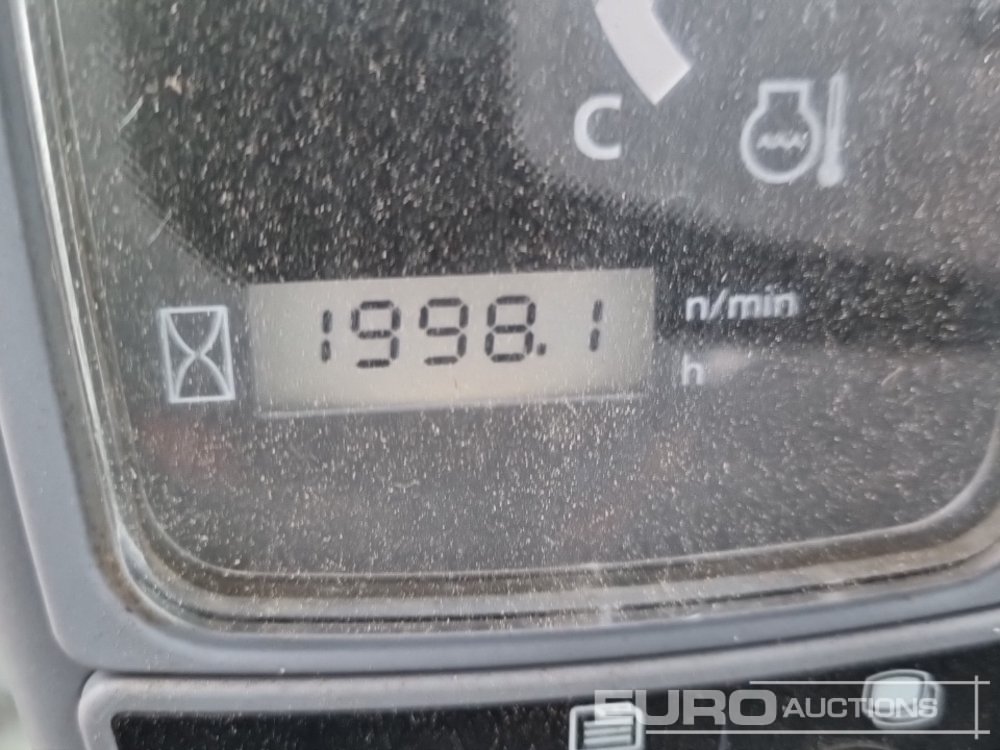 C
1998.1
n/min
h
EURO AUCTIONS